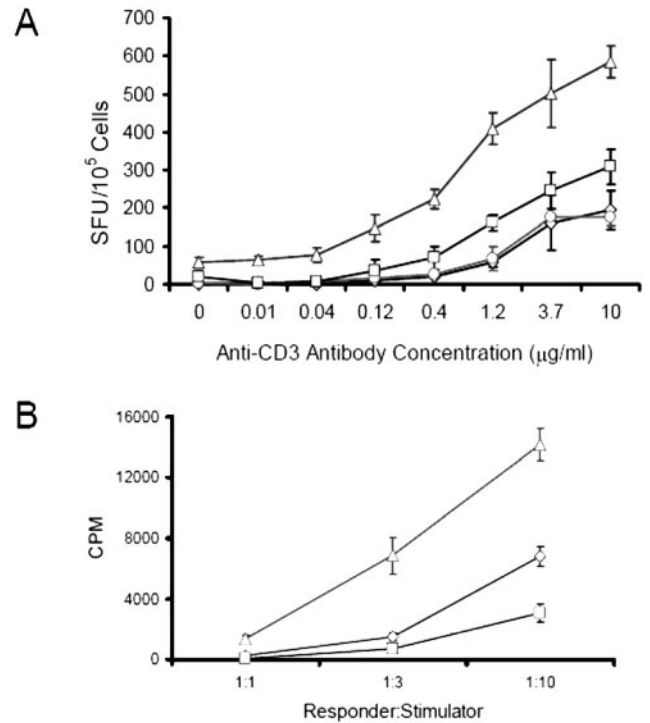 A
700
600
500
400
300
200
100
0
SFU/10⁵ Cells
0 0.01 0.04 0.12 0.4 1.2 3.7 10
Anti-CD3 Antibody Concentration (μg/ml)
B
16000
12000
8000
4000
0
CPM
1:1 1:3 1:10
Responder:Stimulator